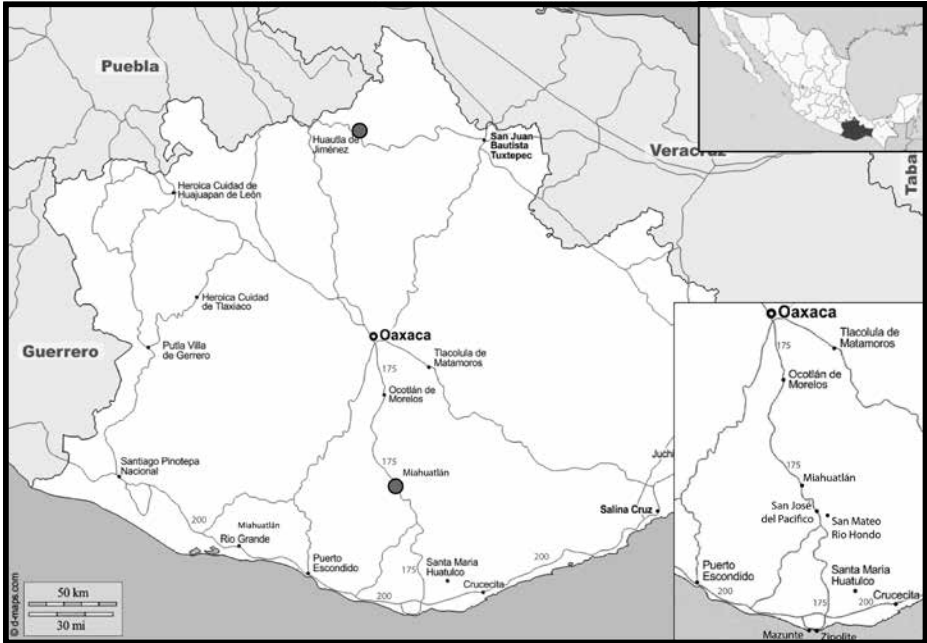 Puebla
Huautla de
Jiménez
San Juan
Bautista
Tuxtepec
Veracruz
Taba
Heroica Cuidad de
Huajuapan de León
Heroica Cuidad
de Tlaxiaco
Guerrero
Putla Villa
de Gerrero
Oaxaca
175
Tlacolula de
Matamoros
Ocotlán de
Morelos
Santiago Pinotepa
Nacional
175
Miahuatlán
Juchi
Salina Cruz
200
Miahuatlán
Rio Grande
Puerto
Escondido
175
Santa Maria
Huatulco
200
Crucecita
200
50 km
30 mi
© d-maps.com
Oaxaca
175
Tlacolula de
Matamoros
Ocotlán de
Morelos
175
Miahuatlán
San José
del Pacifico
San Mateo
Rio Hondo
Puerto
Escondido
Santa Maria
Huatulco
Crucecita
200
175
Mazunte
Zipolite